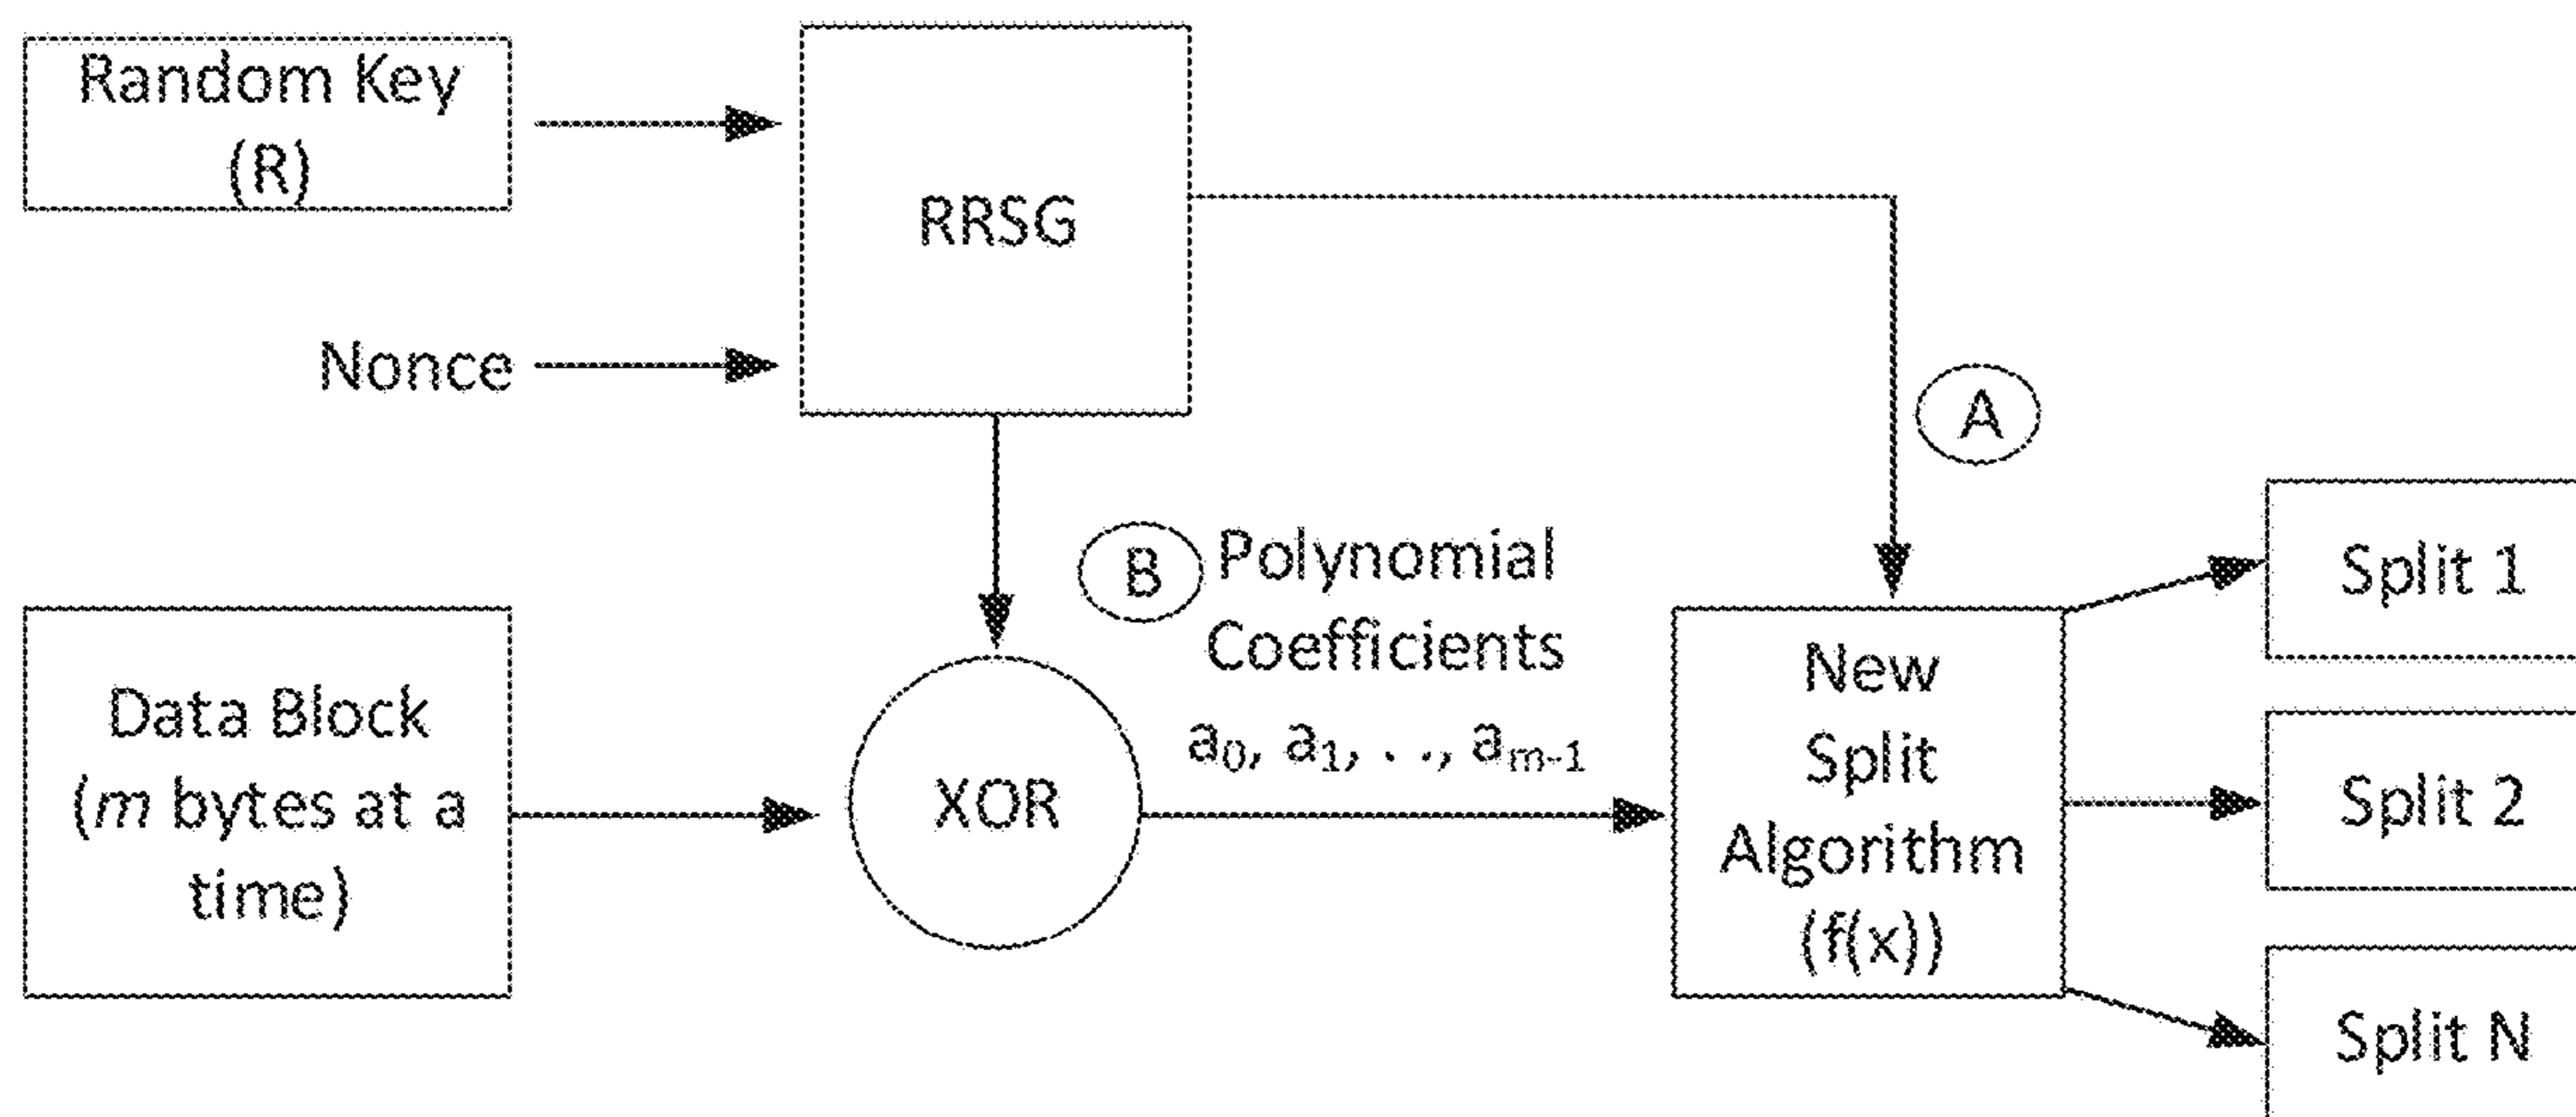 Random Key
(R)
RRSG
Nonce
A
B
Polynomial
Coefficients
a₀, a₁, . ., aₘ₋₁
Data Block
(m bytes at a
time)
XOR
New
Split
Algorithm
(f(x))
Split 1
Split 2
Split N